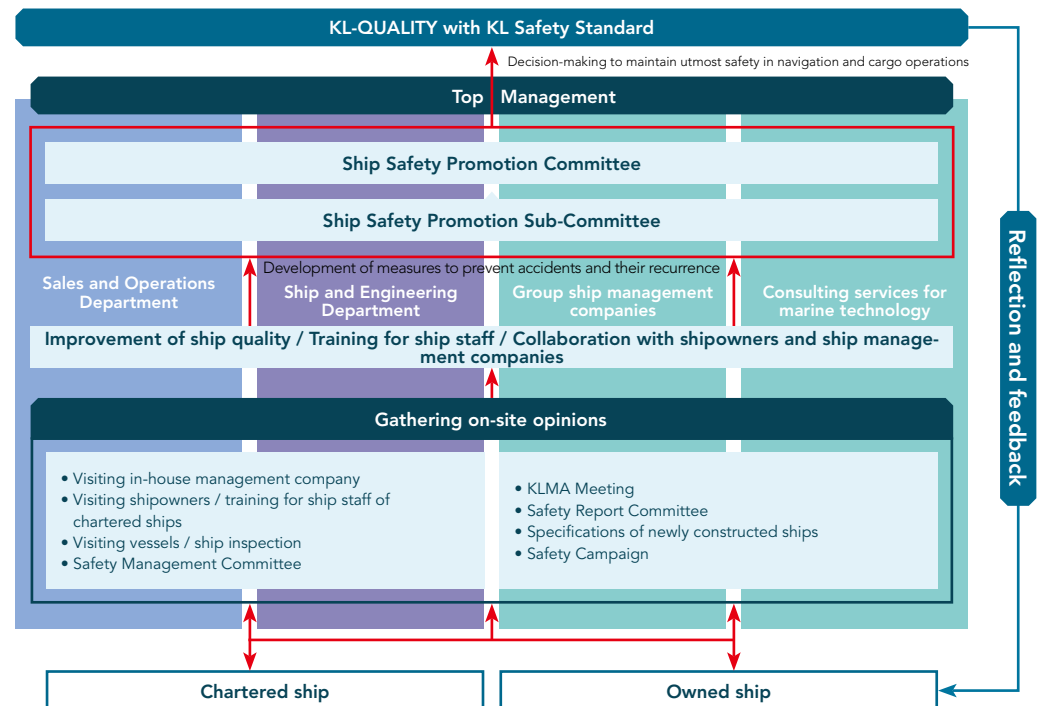 KL-QUALITY with KL Safety Standard
Decision-making to maintain utmost safety in navigation and cargo operations
Top Management
Ship Safety Promotion Committee
Ship Safety Promotion Sub-Committee
Development of measures to prevent accidents and their recurrence
Sales and Operations
Department
Ship and Engineering
Department
Group ship management
companies
Consulting services for
marine technology
Improvement of ship quality / Training for ship staff / Collaboration with shipowners and ship manage-
ment companies
Gathering on-site opinions
• Visiting in-house management company
• Visiting shipowners / training for ship staff of
chartered ships
• Visiting vessels / ship inspection
• Safety Management Committee
• KLMA Meeting
• Safety Report Committee
• Specifications of newly constructed ships
• Safety Campaign
Chartered ship
Owned ship
Reflection and feedback